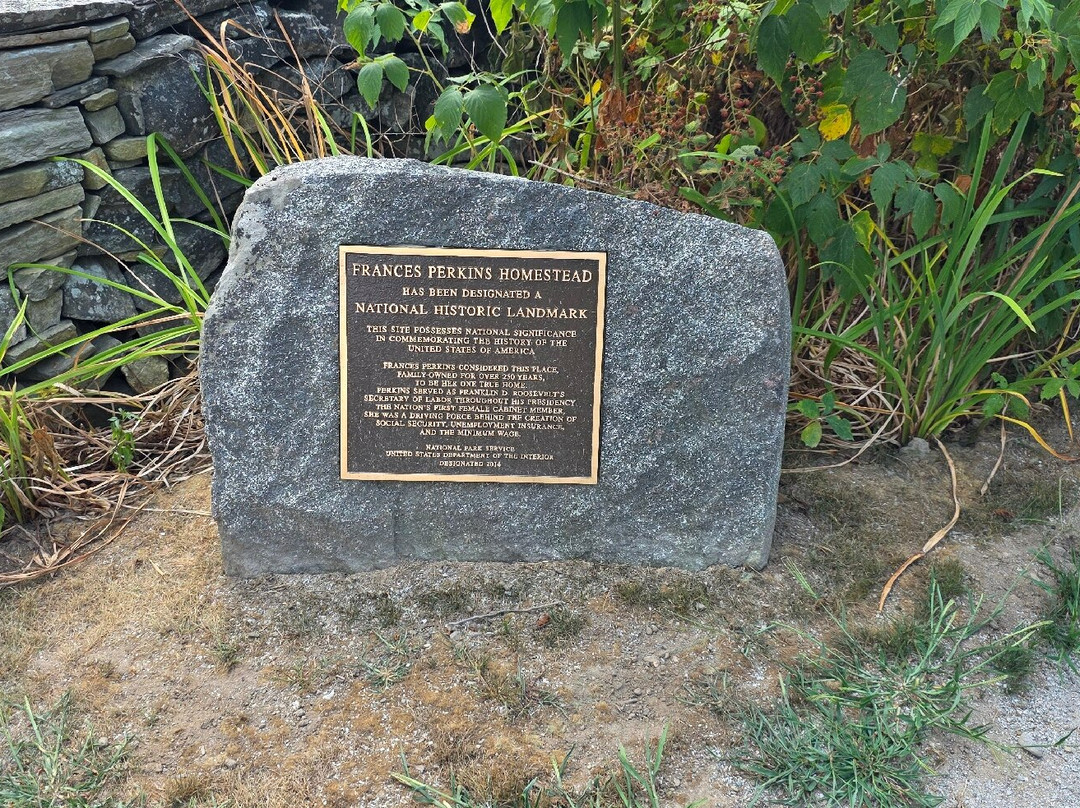 FRANCES PERKINS HOMESTEAD
HAS BEEN DESIGNATED A
NATIONAL HISTORIC LANDMARK
THIS SITE POSSESSES NATIONAL SIGNIFICANCE
IN COMMEMORATING THE HISTORY OF THE
UNITED STATES OF AMERICA
FRANCES PERKINS CONSIDERED THIS PLACE,
FAMILY-OWNED FOR OVER 250 YEARS,
TO BE HER ONE TRUE HOME.
PERKINS SERVED AS FRANKLIN D. ROOSEVELT'S
SECRETARY OF LABOR THROUGHOUT HIS PRESIDENCY.
THE NATION'S FIRST FEMALE CABINET MEMBER,
SHE WAS A DRIVING FORCE BEHIND THE CREATION OF
SOCIAL SECURITY, UNEMPLOYMENT INSURANCE,
AND THE MINIMUM WAGE.
NATIONAL PARK SERVICE
UNITED STATES DEPARTMENT OF THE INTERIOR
DESIGNATED 2014